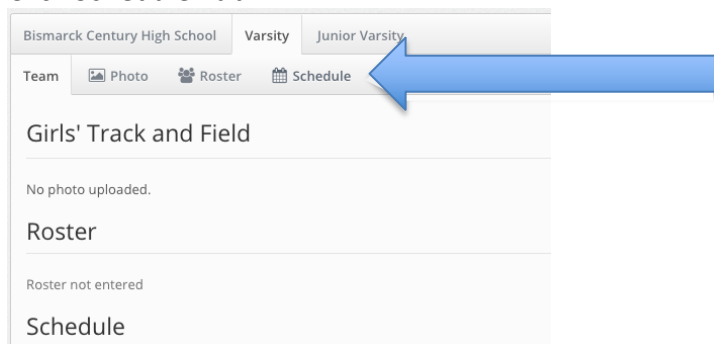 Bismarck Century High School Varsity Junior Varsity
Team Photo Roster Schedule
Girls' Track and Field
No photo uploaded.
Roster
Roster not entered
Schedule